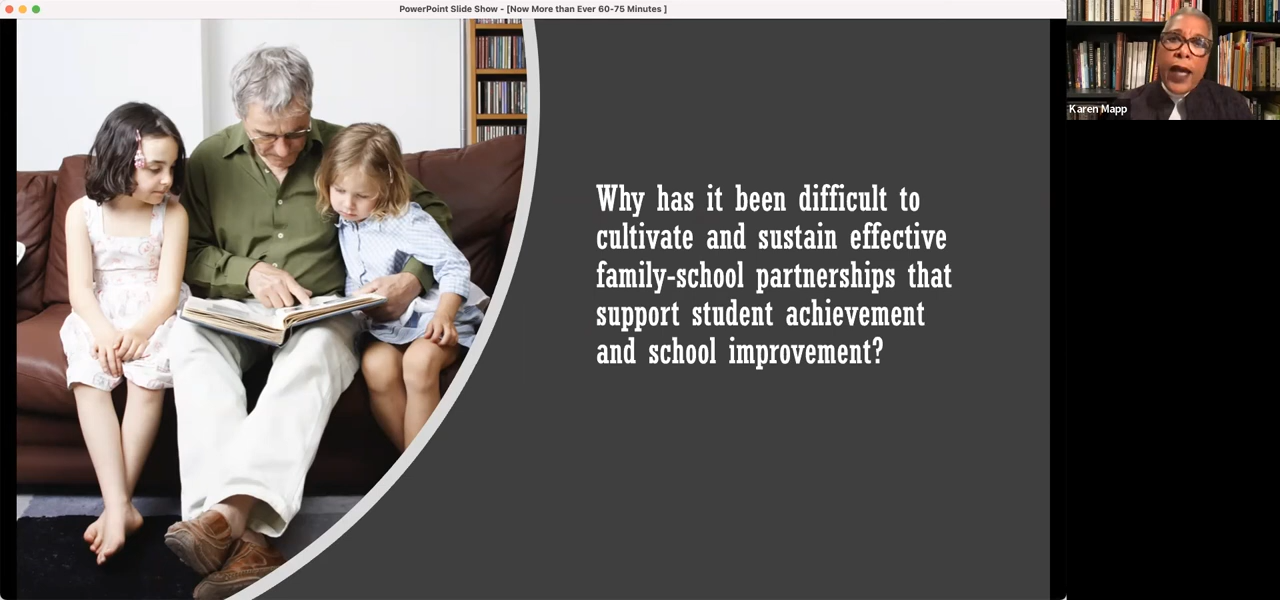 PowerPoint Slide Show - [Now More than Ever 60-75 Minutes ]
Karen Mapp
Why has it been difficult to
cultivate and sustain effective
family-school partnerships that
support student achievement
and school improvement?